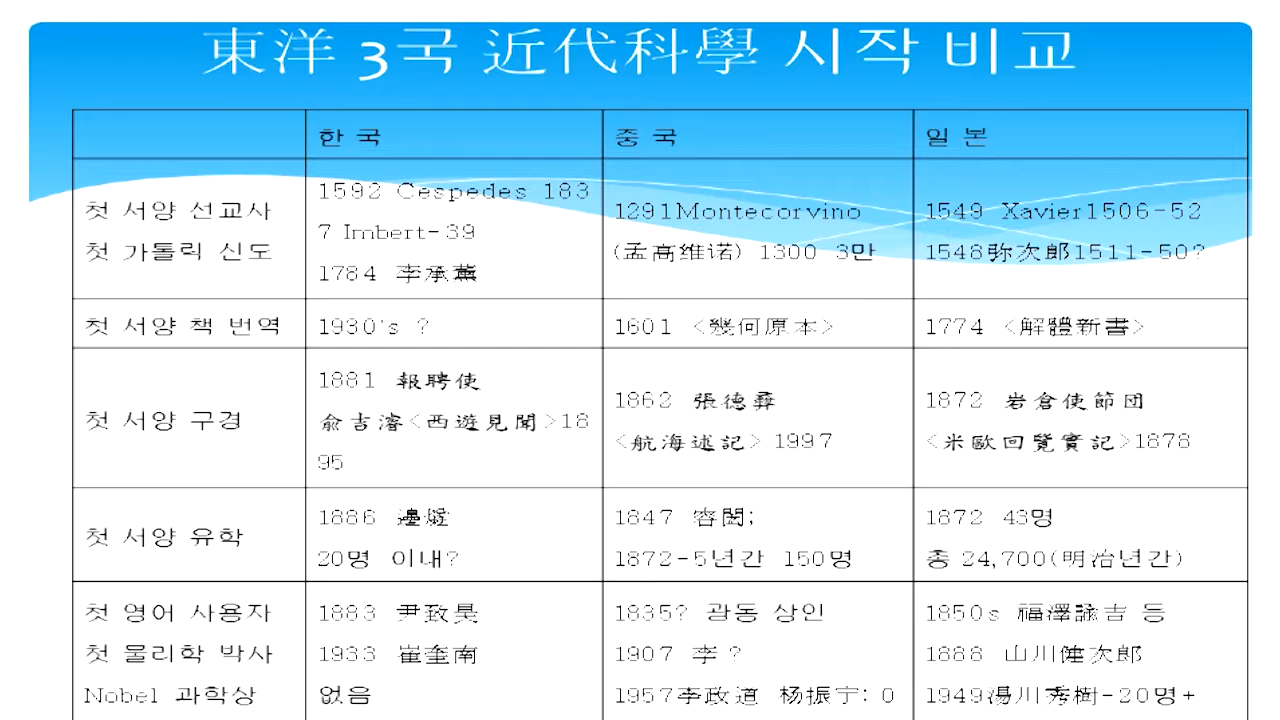 東洋 3국 近代科學 시작 비교
한 국
중 국
일 본
첫 서양 선교사
첫 가톨릭 신도
1592 Cespedes 183
7 Imbert-39
1784 李承薰
1291Montecorvino
(孟高维诺) 1300 3만
1549 Xavier1506-52
1548弥次郎1511-50?
첫 서양 책 번역
1930's ?
1601 <幾何原本>
1774 <解體新書>
첫 서양 구경
1881 報聘使
兪吉濬<西遊見聞>18
95
1862 張德彛
<航海述記> 1997
1872 岩倉使節団
<米歐回覽實記>1878
첫 서양 유학
1886 邊燧
20명 이내?
1847 容閎;
1872-5년간 150명
1872 43명
총 24,700(明治년간)
첫 영어 사용자
첫 물리학 박사
Nobel 과학상
1883 尹致昊
1933 崔奎南
없음
1835? 광동 상인
1907 李 ?
1957李政道 杨振宁: 0
1850s 福澤諭吉 등
1888 山川健次郎
1949湯川秀樹-20명+